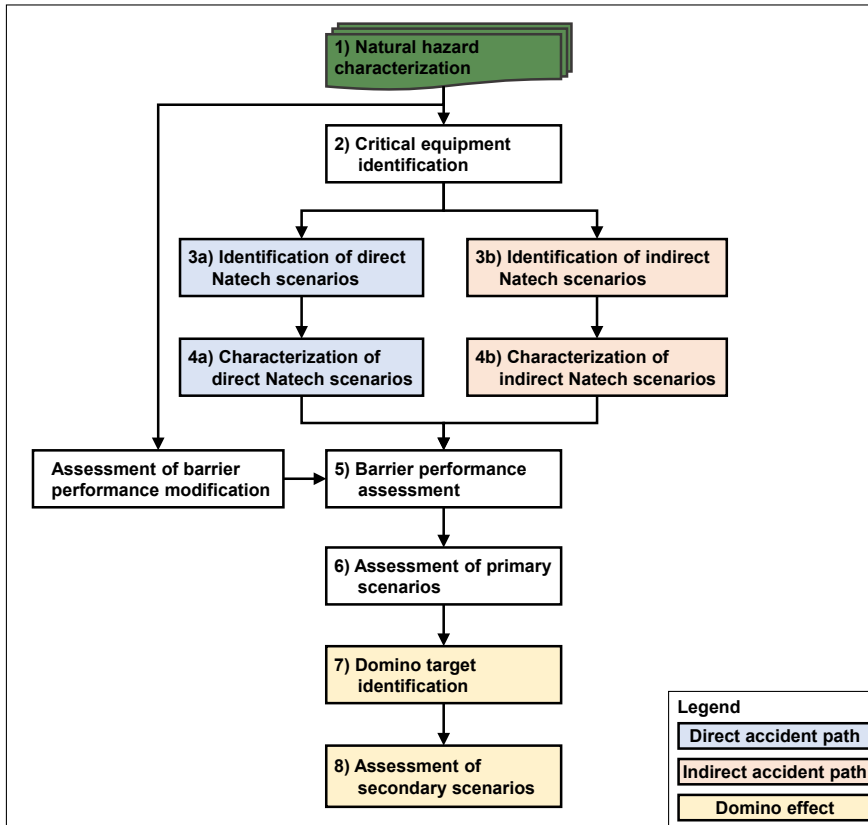 1) Natural hazard
characterization
2) Critical equipment
identification
3a) Identification of direct
Natech scenarios
3b) Identification of indirect
Natech scenarios
4a) Characterization of
direct Natech scenarios
4b) Characterization of
indirect Natech scenarios
Assessment of barrier
performance modification
5) Barrier performance
assessment
6) Assessment of primary
scenarios
7) Domino target
identification
8) Assessment of
secondary scenarios
Legend
Direct accident path
Indirect accident path
Domino effect